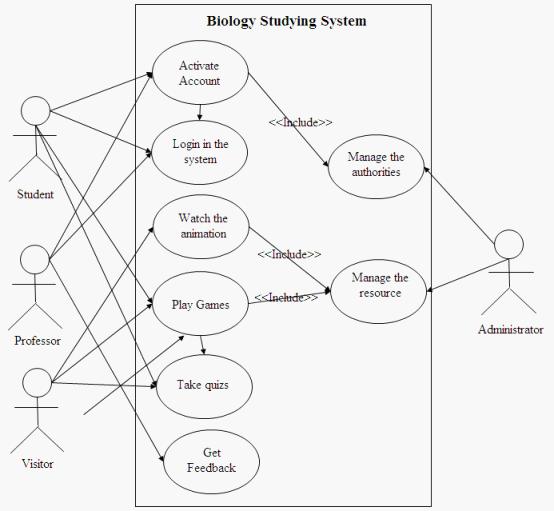 Biology Studying System
Activate
Account
<<Include>>
Login in the
system
Manage the
authorities
Student
Watch the
animation
<<Include>>
Manage the
resource
Play Games
<<Include>>
Professor
Administrator
Take quizs
Visitor
Get
Feedback